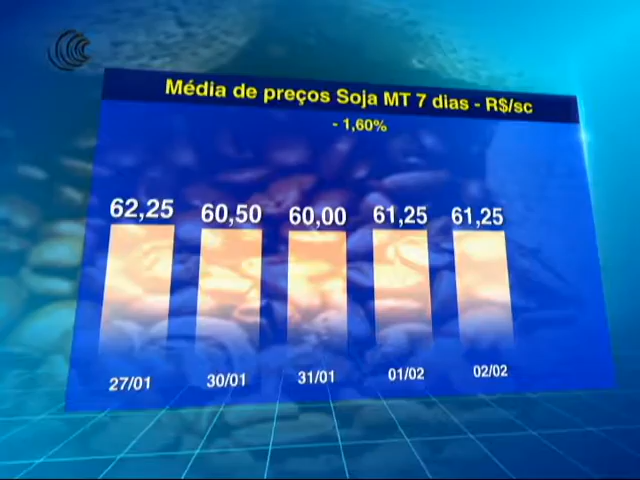 Média de preços Soja MT 7 dias - R$/sc
- 1,60%
62,25 60,50 60,00 61,25 61,25
27/01 30/01 31/01 01/02 02/02